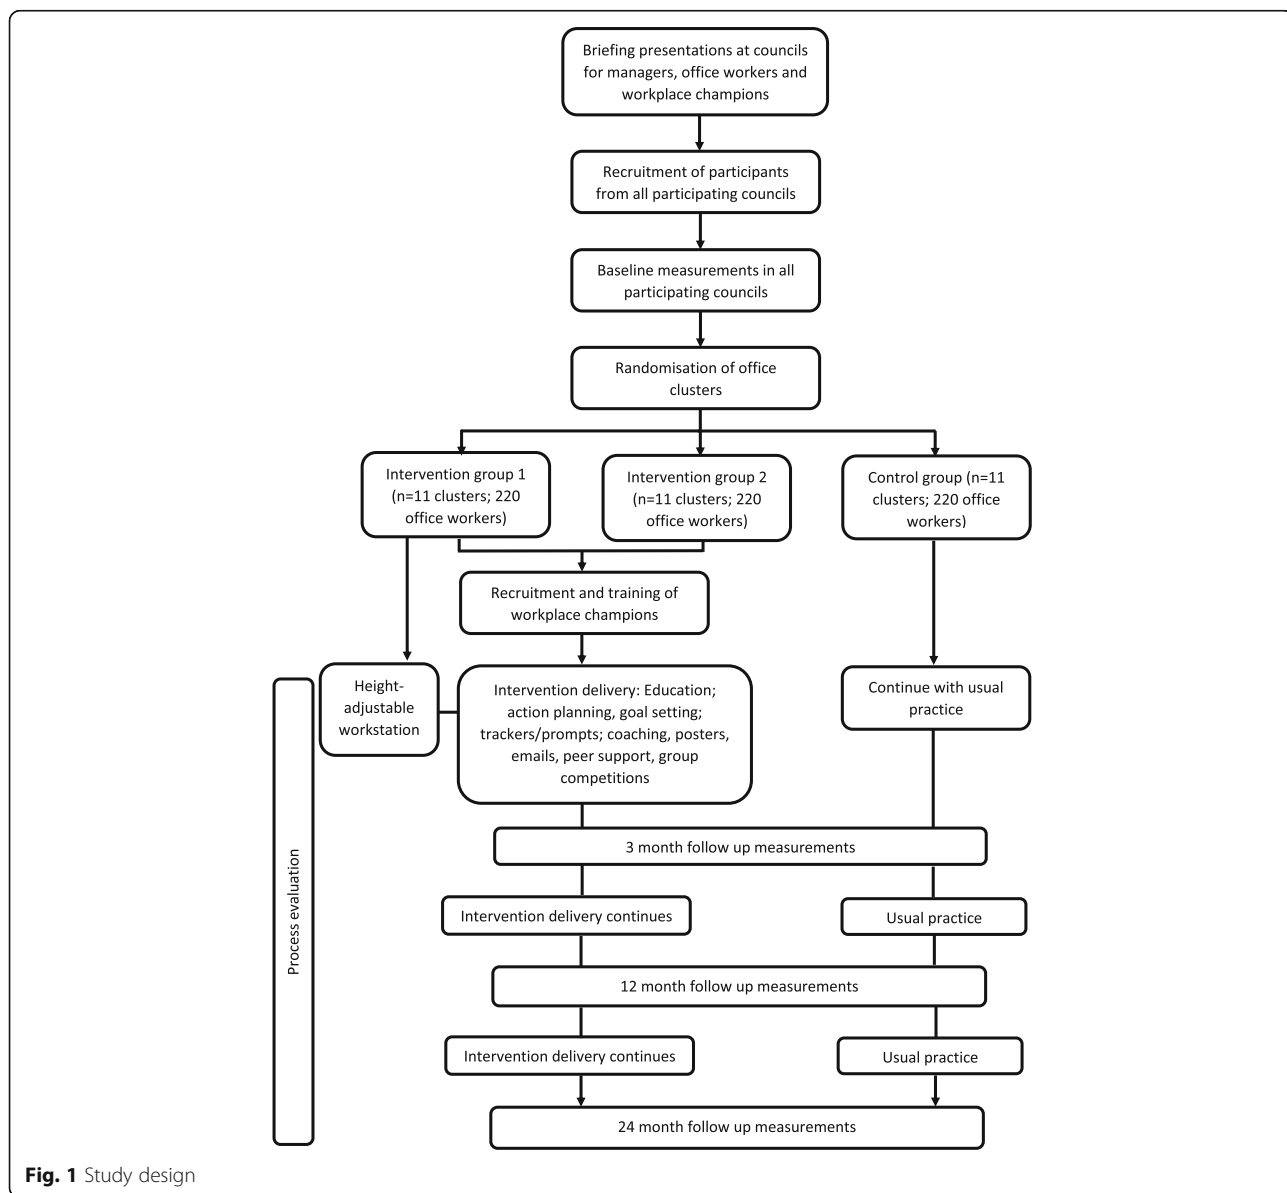 Briefing presentations at councils
for managers, office workers and
workplace champions
Recruitment of participants
from all participating councils
Baseline measurements in all
participating councils
Randomisation of office
clusters
Intervention group 1
(n=11 clusters; 220
office workers)
Intervention group 2
(n=11 clusters; 220
office workers)
Control group (n=11
clusters; 220 office
workers)
Recruitment and training of
workplace champions
Height-
adjustable
workstation
Intervention delivery: Education;
action planning, goal setting;
trackers/prompts; coaching, posters,
emails, peer support, group
competitions
Continue with usual
practice
Process evaluation
3 month follow up measurements
Intervention delivery continues
Usual practice
12 month follow up measurements
Intervention delivery continues
Usual practice
24 month follow up measurements
Fig. 1 Study design